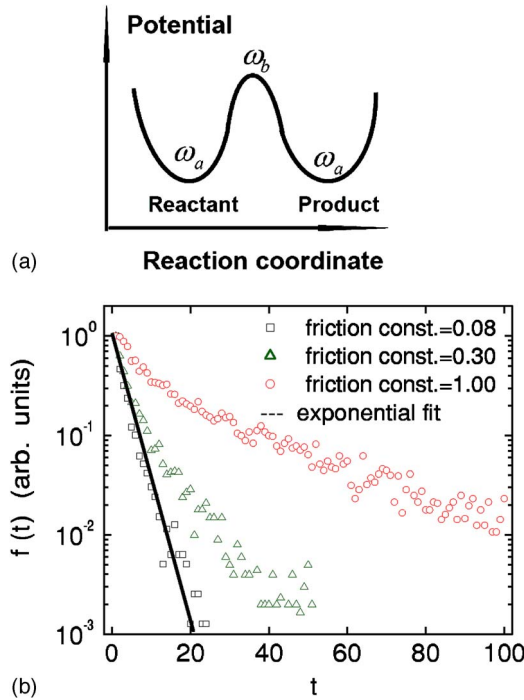 Potential
ω_b
ω_a
ω_a
Reactant Product
(a) Reaction coordinate
10^0
10^-1
10^-2
10^-3
f (t) (arb. units)
□ friction const.=0.08
△ friction const.=0.30
○ friction const.=1.00
---- exponential fit
0 20 40 60 80 100
(b) t